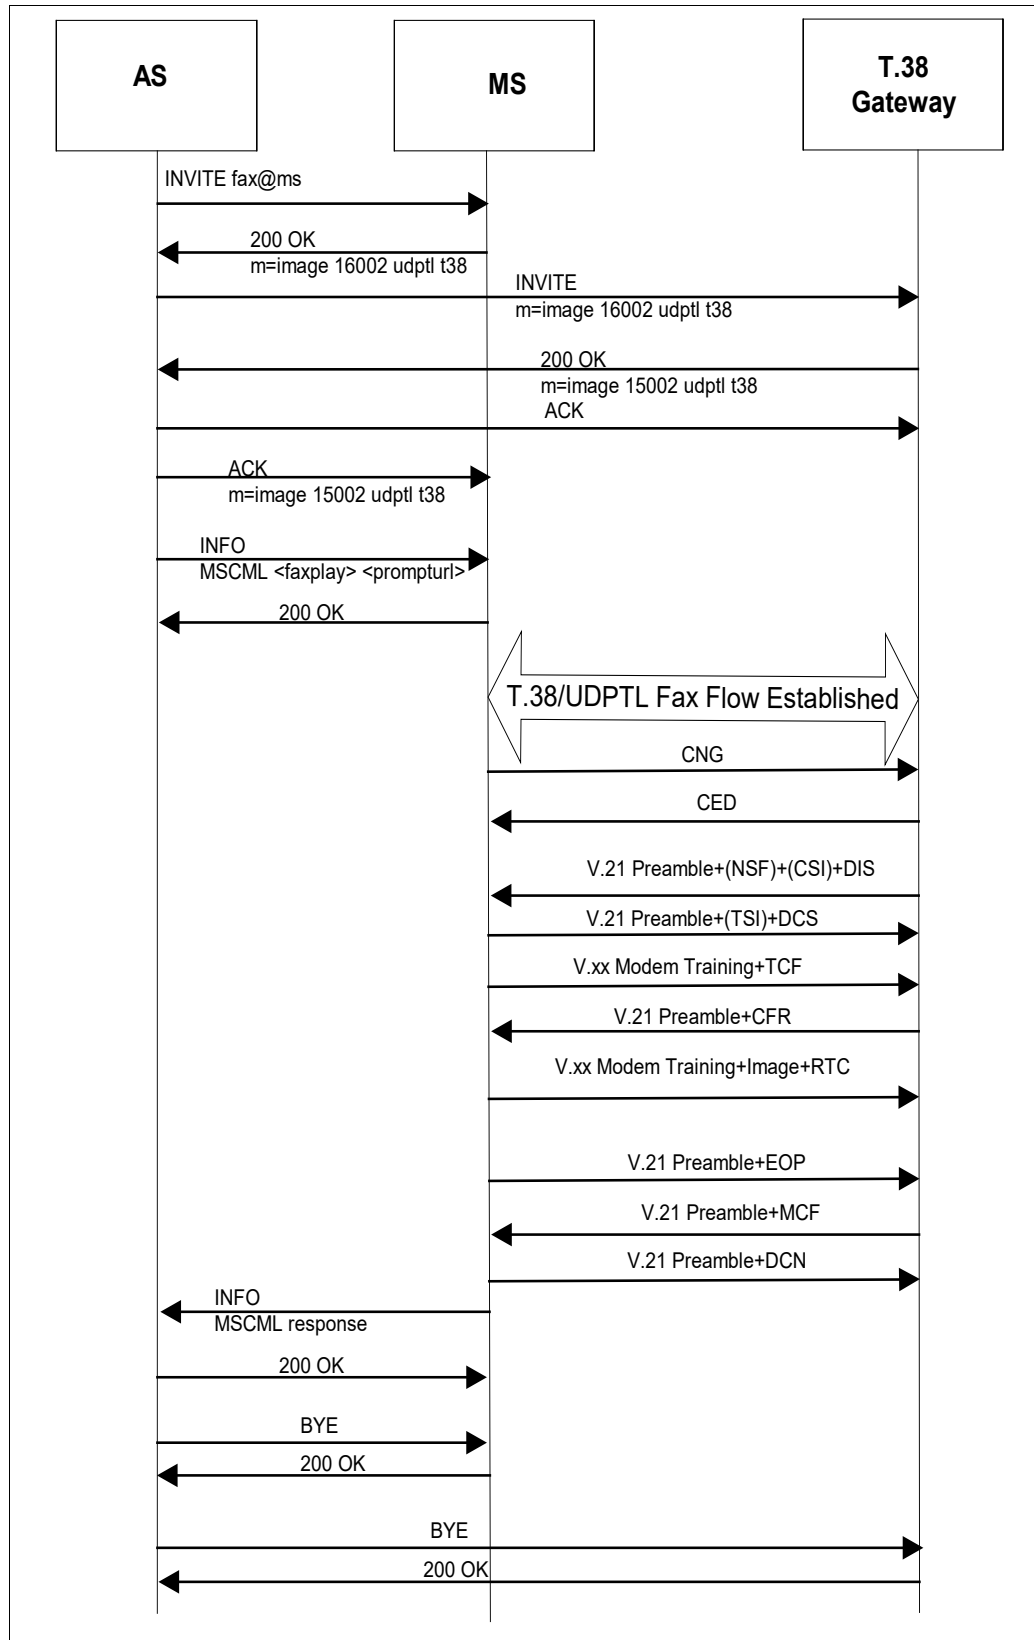 AS
MS
T.38
Gateway
INVITE fax@ms
200 OK
m=image 16002 udptl t38
INVITE
m=image 16002 udptl t38
200 OK
m=image 15002 udptl t38
ACK
ACK
m=image 15002 udptl t38
INFO
MSCML <faxplay> <prompturl>
200 OK
T.38/UDPTL Fax Flow Established
CNG
CED
V.21 Preamble+(NSF)+(CSI)+DIS
V.21 Preamble+(TSI)+DCS
V.xx Modem Training+TCF
V.21 Preamble+CFR
V.xx Modem Training+Image+RTC
V.21 Preamble+EOP
V.21 Preamble+MCF
V.21 Preamble+DCN
INFO
MSCML response
200 OK
BYE
200 OK
BYE
200 OK